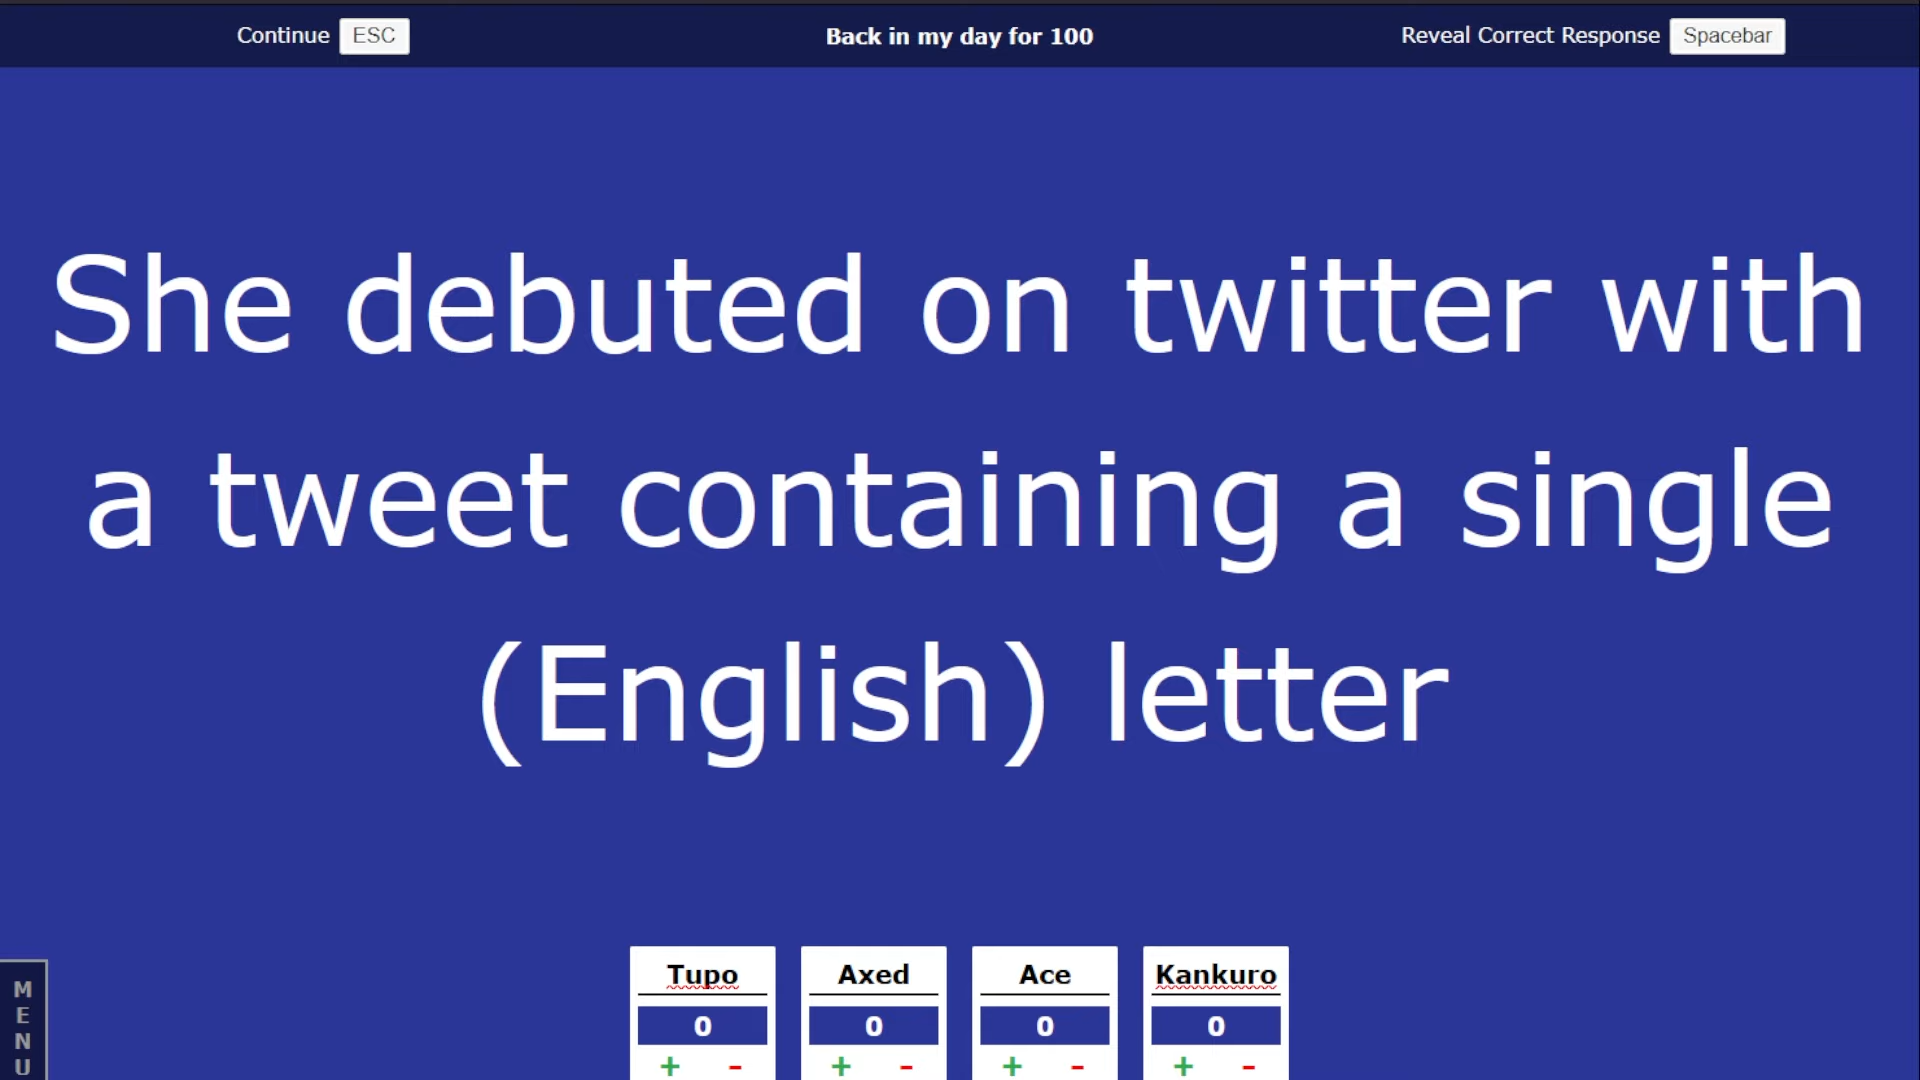 Continue ESC
Back in my day for 100
Reveal Correct Response Spacebar
She debuted on twitter with
a tweet containing a single
(English) letter
MENU
Tupo Axed Ace Kankuro
0 0 0 0
+ - + - + - + -